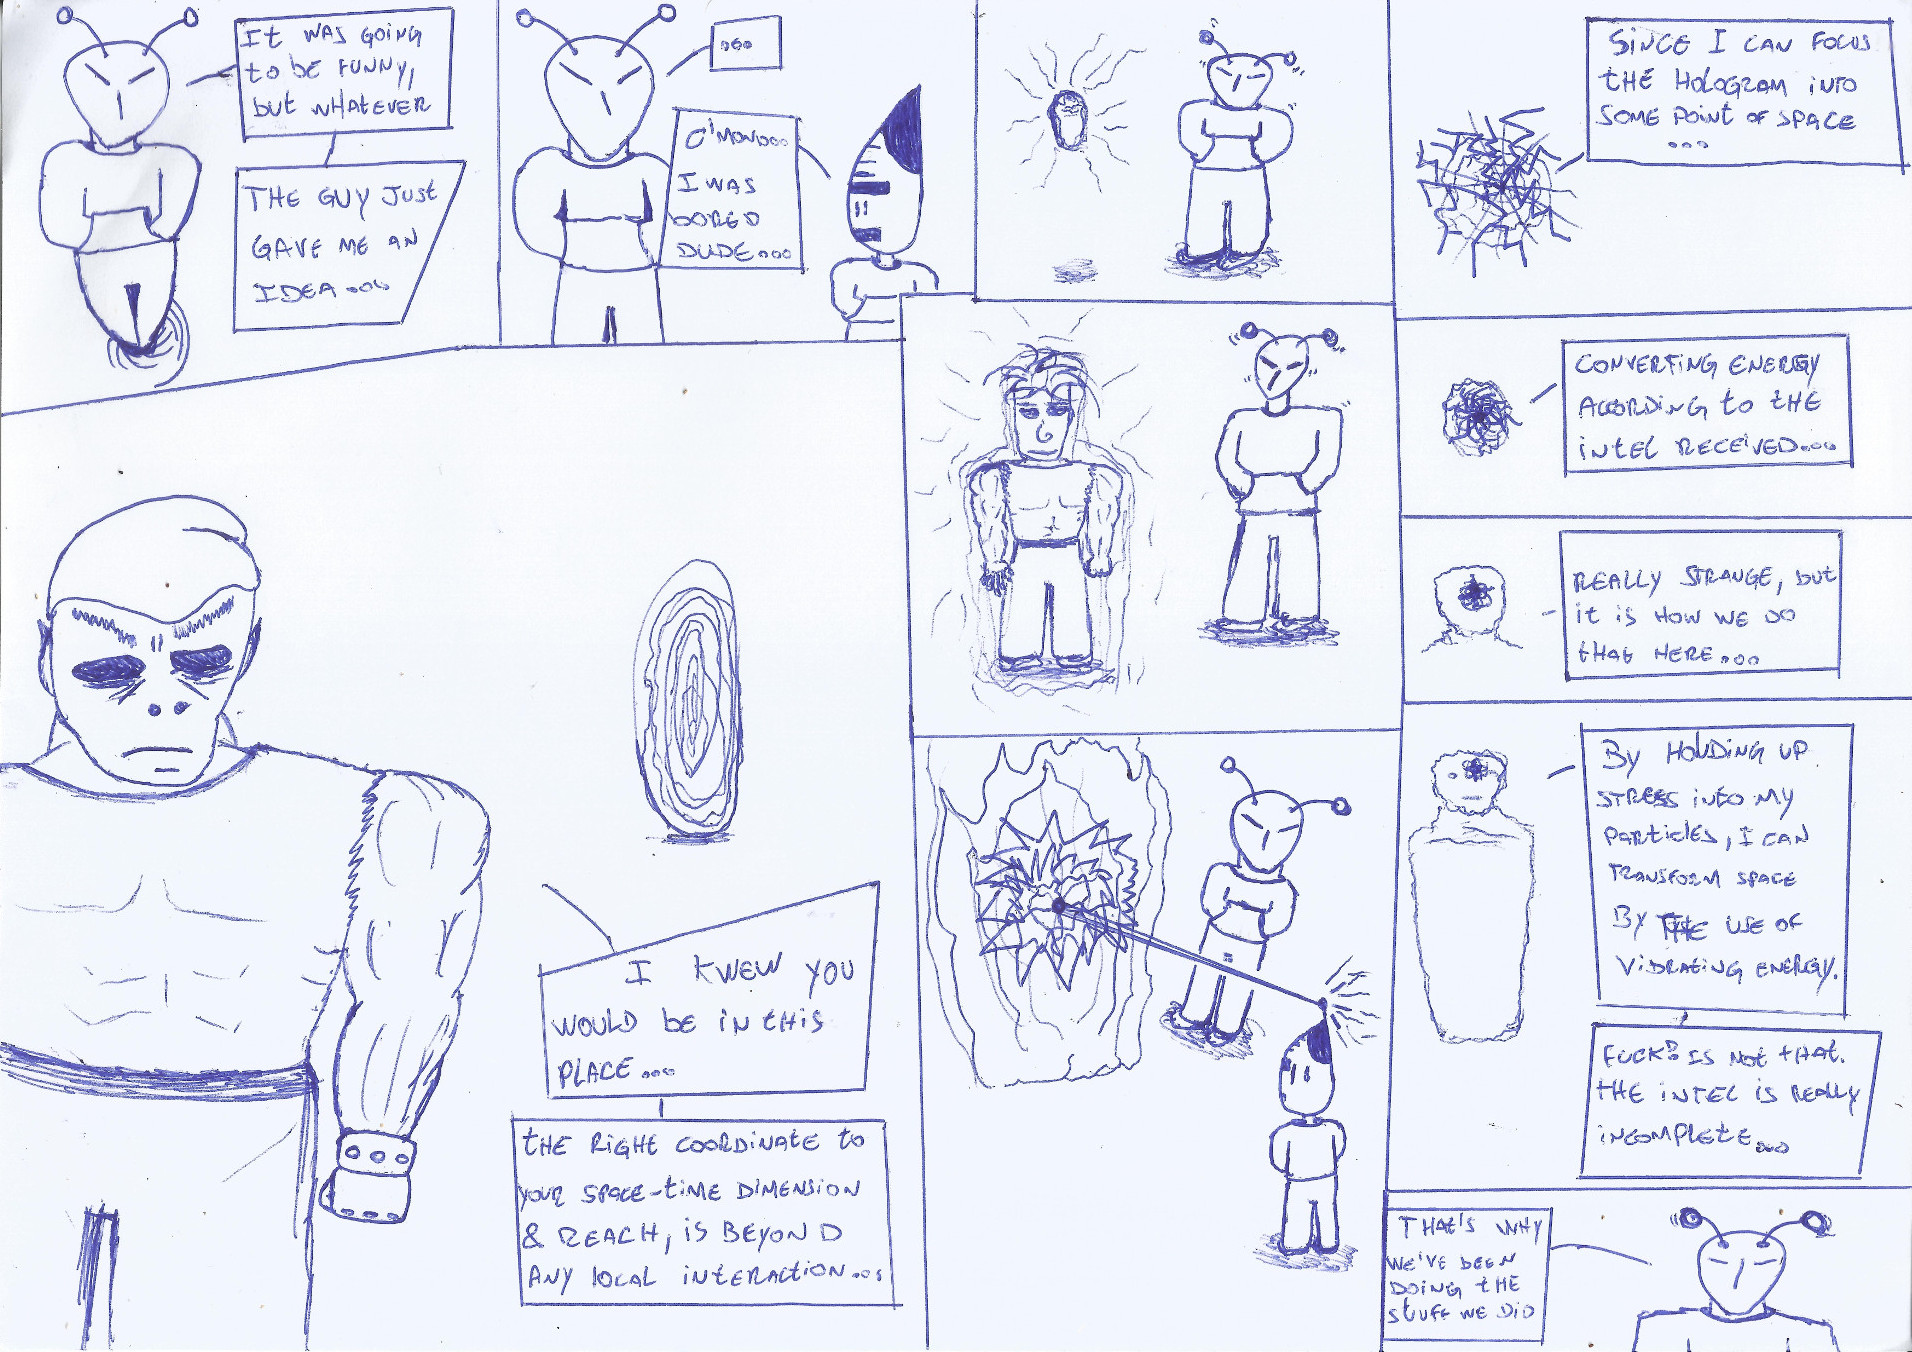 It was going
to be funny,
but whatever
The guy just
gave me an
idea...
...
C'mon...
I was
bored
dude...
Since I can focus
the hologram into
some point of space
...
Converting energy
according to the
intel received...
Really strange, but
it is how we do
that here...
By holding up
stress into my
particles, I can
transform space
by the use of
vibrating energy.
Fuck? Is not that.
The intel is really
incomplete...
I knew you
would be in this
place...
The right coordinate to
your space-time dimension
& reach, is beyond
any local interaction...
That's why
we've been
doing the
stuff we did